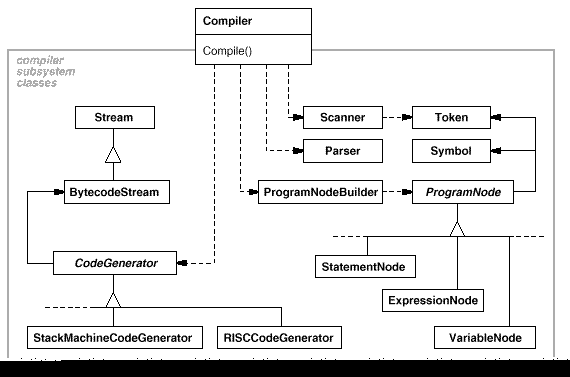 Compiler
Compile()
compiler
subsystem
classes
Stream
Scanner
Token
Parser
Symbol
BytecodeStream
ProgramNodeBuilder
ProgramNode
CodeGenerator
StatementNode
ExpressionNode
StackMachineCodeGenerator
RISCCodeGenerator
VariableNode